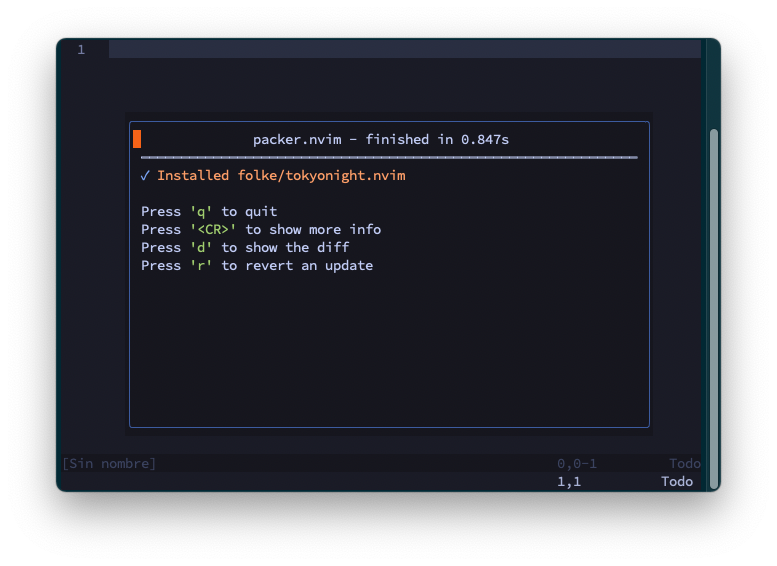 1
packer.nvim - finished in 0.847s
✓ Installed folke/tokyonight.nvim
Press 'q' to quit
Press '<CR>' to show more info
Press 'd' to show the diff
Press 'r' to revert an update
[Sin nombre] 0,0-1 Todo
1,1 Todo